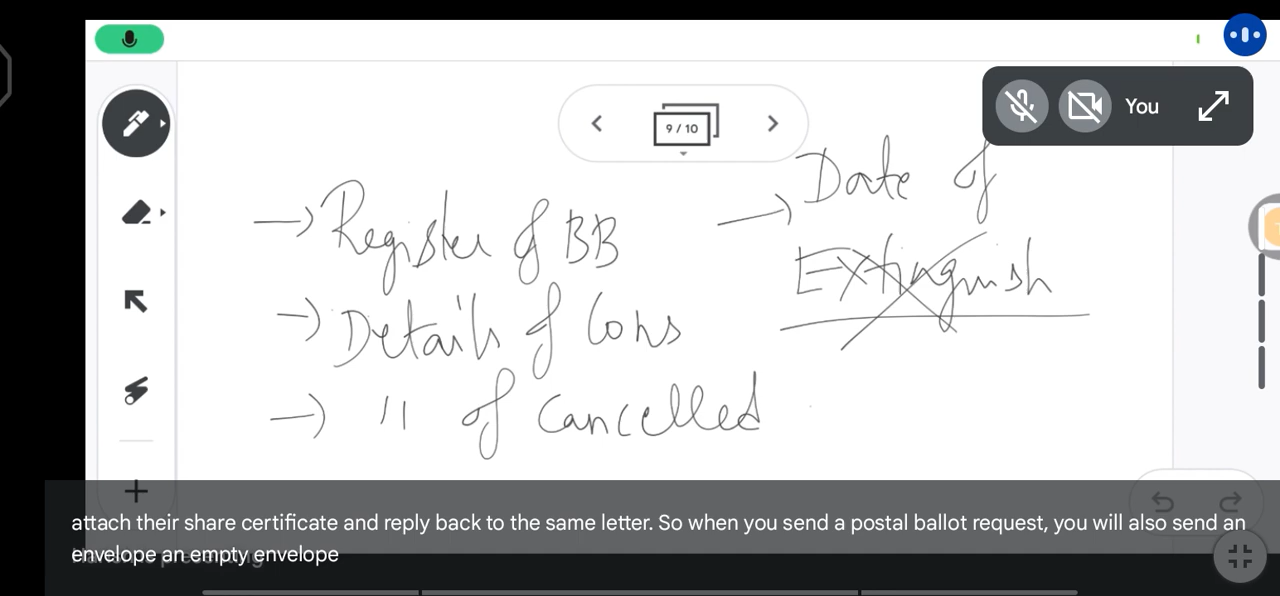 9 / 10
You
→ Register of BB
→ Details of Cons
→ 11 of Cancelled
→ Date of
Extinguish
attach their share certificate and reply back to the same letter. So when you send a postal ballot request, you will also send an
envelope an empty envelope